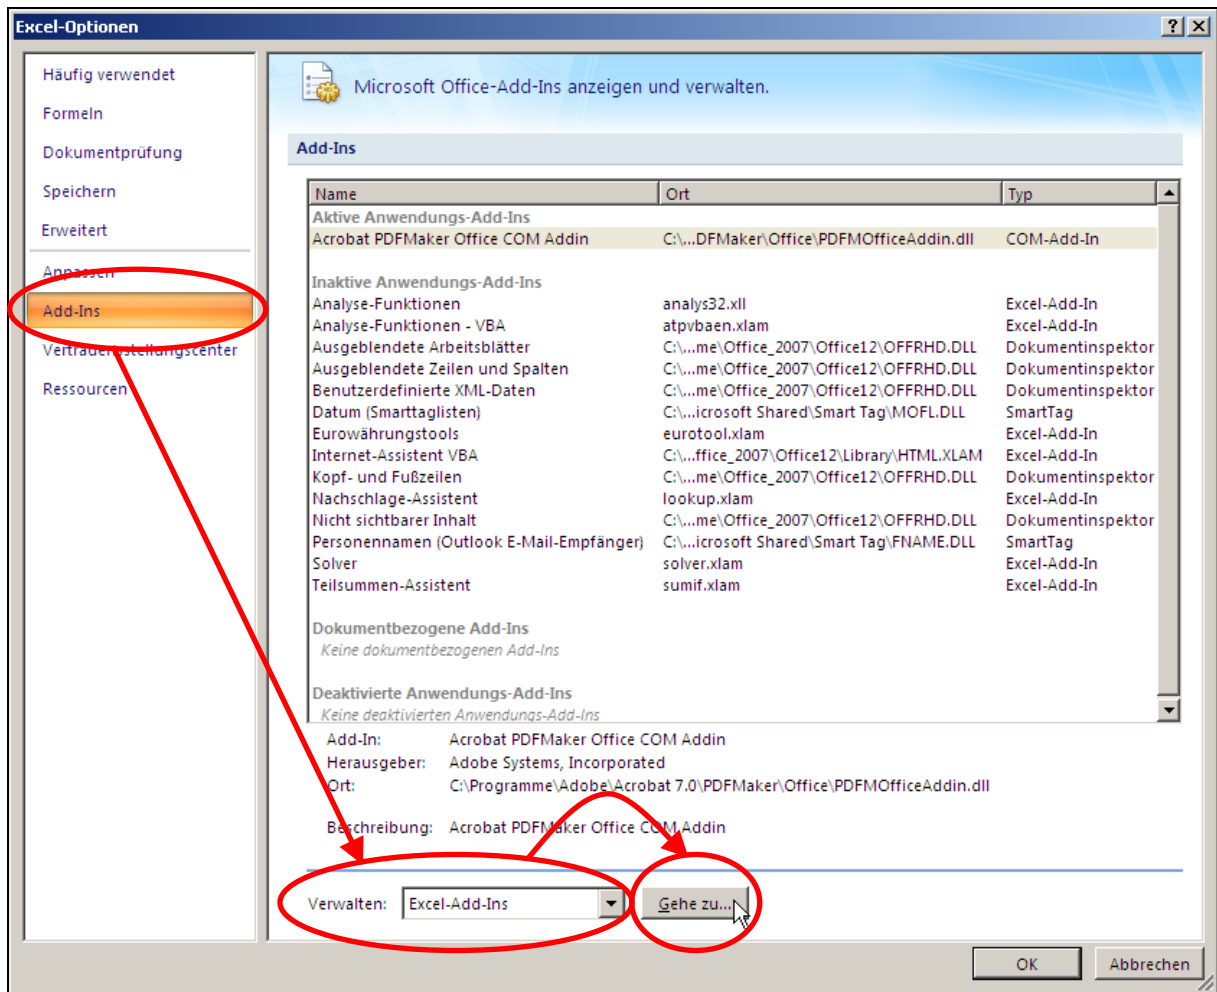 Excel-Optionen
Häufig verwendet
Formeln
Dokumentprüfung
Speichern
Erweitert
Anpassen
Add-Ins
Vertrauensstellungscenter
Ressourcen
Microsoft Office-Add-Ins anzeigen und verwalten.
Add-Ins
Name Ort Typ
Aktive Anwendungs-Add-Ins
Acrobat PDFMaker Office COM Addin C:\...DFMaker\Office\PDFMOfficeAddin.dll COM-Add-In
Inaktive Anwendungs-Add-Ins
Analyse-Funktionen analys32.xll Excel-Add-In
Analyse-Funktionen - VBA atpvbaen.xlam Excel-Add-In
Ausgeblendete Arbeitsblätter C:\...me\Office_2007\Office12\OFFRHD.DLL Dokumentinspektor
Ausgeblendete Zeilen und Spalten C:\...me\Office_2007\Office12\OFFRHD.DLL Dokumentinspektor
Benutzerdefinierte XML-Daten C:\...me\Office_2007\Office12\OFFRHD.DLL Dokumentinspektor
Datum (Smarttaglisten) C:\...icrosoft Shared\Smart Tag\MOFL.DLL SmartTag
Eurowährungstools eurotool.xlam Excel-Add-In
Internet-Assistent VBA C:\...ffice_2007\Office12\Library\HTML.XLAM Excel-Add-In
Kopf- und Fußzeilen C:\...me\Office_2007\Office12\OFFRHD.DLL Dokumentinspektor
Nachschlage-Assistent lookup.xlam Excel-Add-In
Nicht sichtbarer Inhalt C:\...me\Office_2007\Office12\OFFRHD.DLL Dokumentinspektor
Personennamen (Outlook E-Mail-Empfänger) C:\...icrosoft Shared\Smart Tag\FNAME.DLL SmartTag
Solver solver.xlam Excel-Add-In
Teilsummen-Assistent sumif.xlam Excel-Add-In
Dokumentbezogene Add-Ins
Keine dokumentbezogenen Add-Ins
Deaktivierte Anwendungs-Add-Ins
Keine deaktivierten Anwendungs-Add-Ins
Add-In: Acrobat PDFMaker Office COM Addin
Herausgeber: Adobe Systems, Incorporated
Ort: C:\Programme\Adobe\Acrobat 7.0\PDFMaker\Office\PDFMOfficeAddin.dll
Beschreibung: Acrobat PDFMaker Office COM Addin
Verwalten: Excel-Add-Ins Gehe zu...
OK Abbrechen